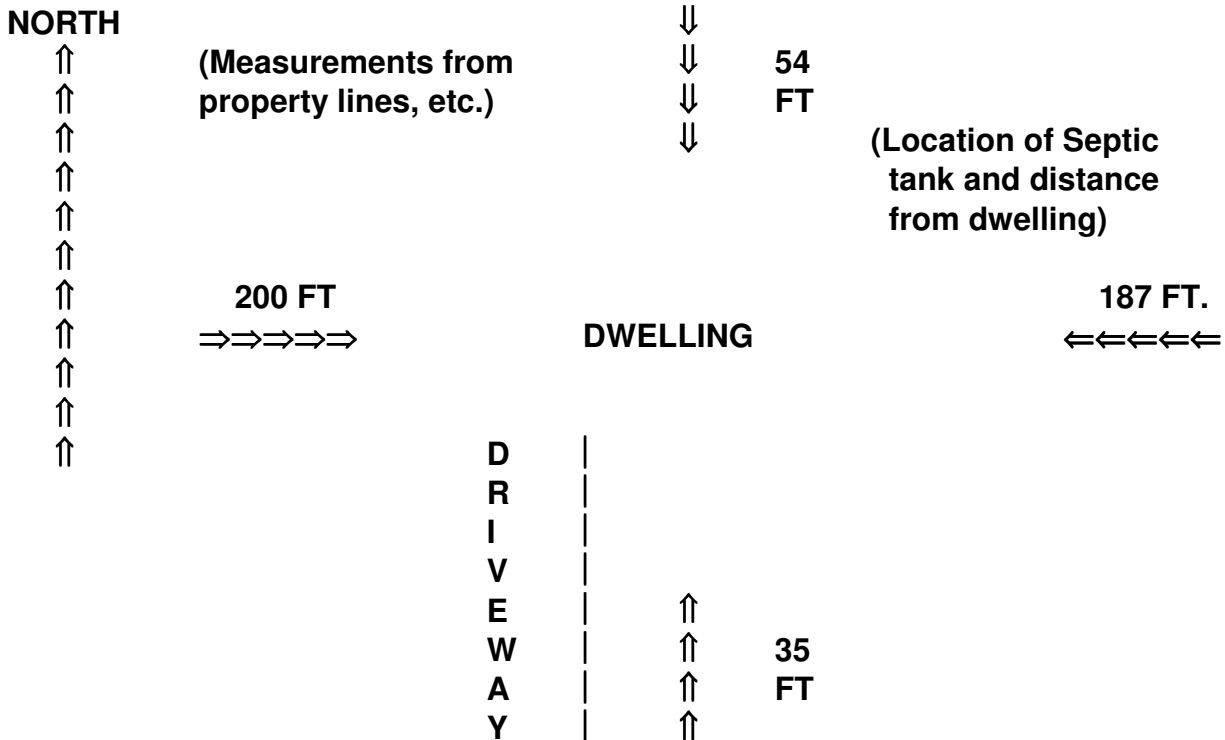 NORTH ⇓
⇑ (Measurements from ⇓ 54
⇑ property lines, etc.) ⇓ FT
⇑ ⇓ (Location of Septic
⇑ tank and distance
⇑ from dwelling)
⇑
⇑ 200 FT 187 FT.
⇑ ⇒⇒⇒⇒⇒ DWELLING ⇐⇐⇐⇐⇐
⇑
⇑
⇑ D |
R |
I |
V |
E | ⇑
W | ⇑ 35
A | ⇑ FT
Y | ⇑